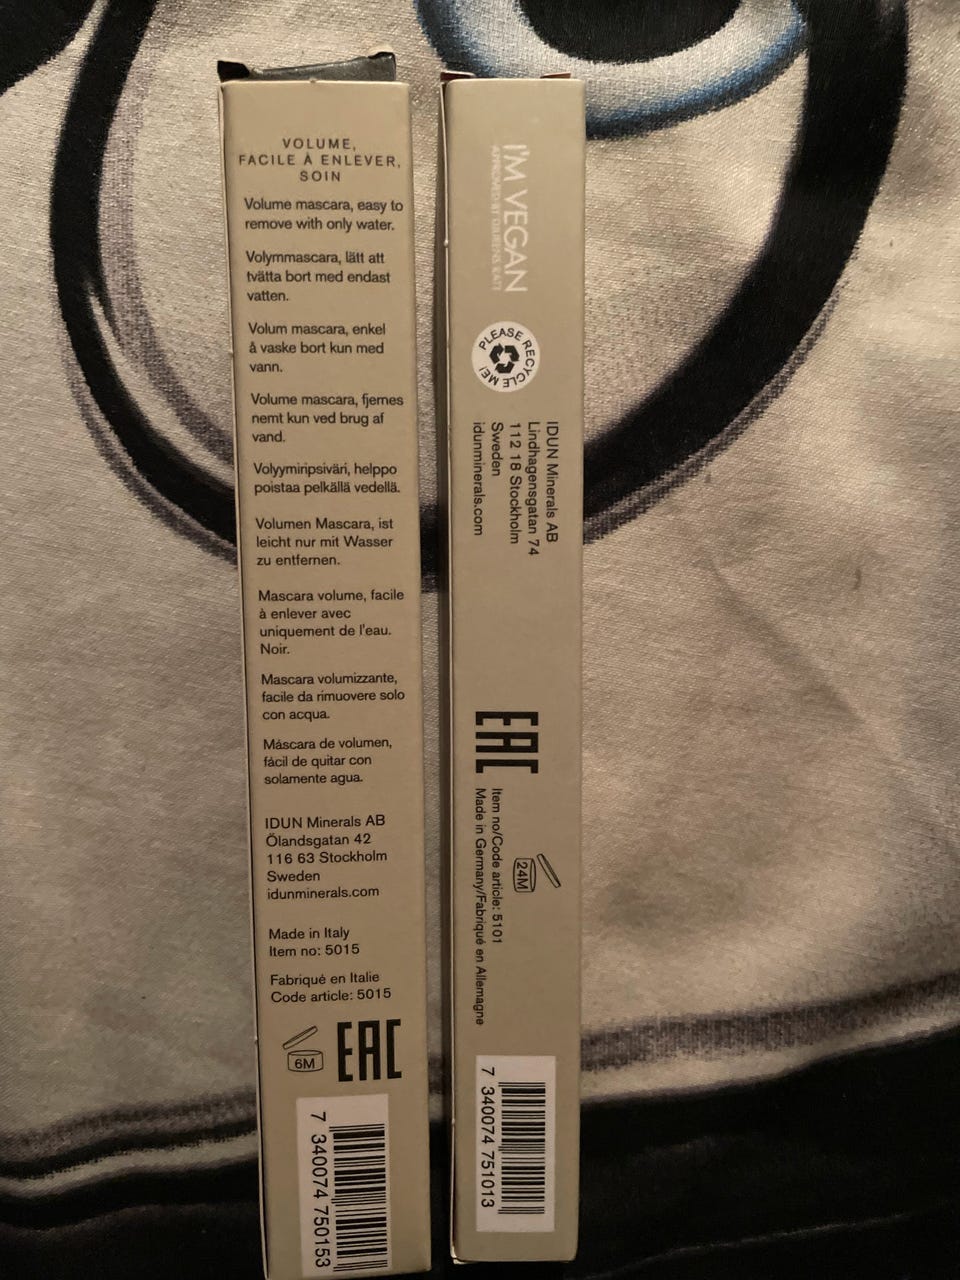 VOLUME,
FACILE À ENLEVER,
SOIN
Volume mascara, easy to
remove with only water.
Volymmascara, lätt att
tvätta bort med endast
vatten.
Volum mascara, enkel
å vaske bort kun med
vann.
Volume mascara, fjernes
nemt kun ved brug af
vand.
Volyymiripsiväri, helppo
poistaa pelkällä vedellä.
Volumen Mascara, ist
leicht nur mit Wasser
zu entfernen.
Mascara volume, facile
à enlever avec
uniquement de l'eau.
Noir.
Mascara volumizzante,
facile da rimuovere solo
con acqua.
Máscara de volumen,
fácil de quitar con
solamente agua.
IDUN Minerals AB
Ölandsgatan 42
116 63 Stockholm
Sweden
idunminerals.com
Made in Italy
Item no: 5015
Fabriqué en Italie
Code article: 5015
6M
EAC
7 340074 750153
I'M VEGAN
APPROVED BY DJURENS RÄTT
PLEASE RECYCLE ME!
IDUN Minerals AB
Lindhagensgatan 74
112 18 Stockholm
Sweden
idunminerals.com
EAC
24M
Item no/Code article: 5101
Made in Germany/Fabriqué en Allemagne
7 340074 751013